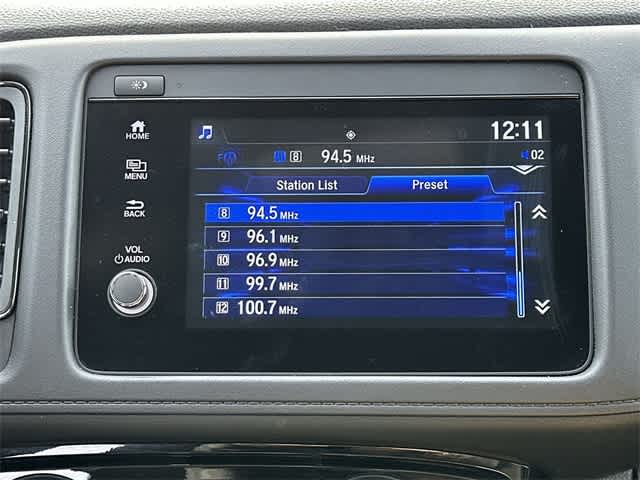 HOME
MENU
BACK
VOL
AUDIO
12:11
FM 8 94.5 MHz 02
Station List Preset
8 94.5 MHz
9 96.1 MHz
10 96.9 MHz
11 99.7 MHz
12 100.7 MHz